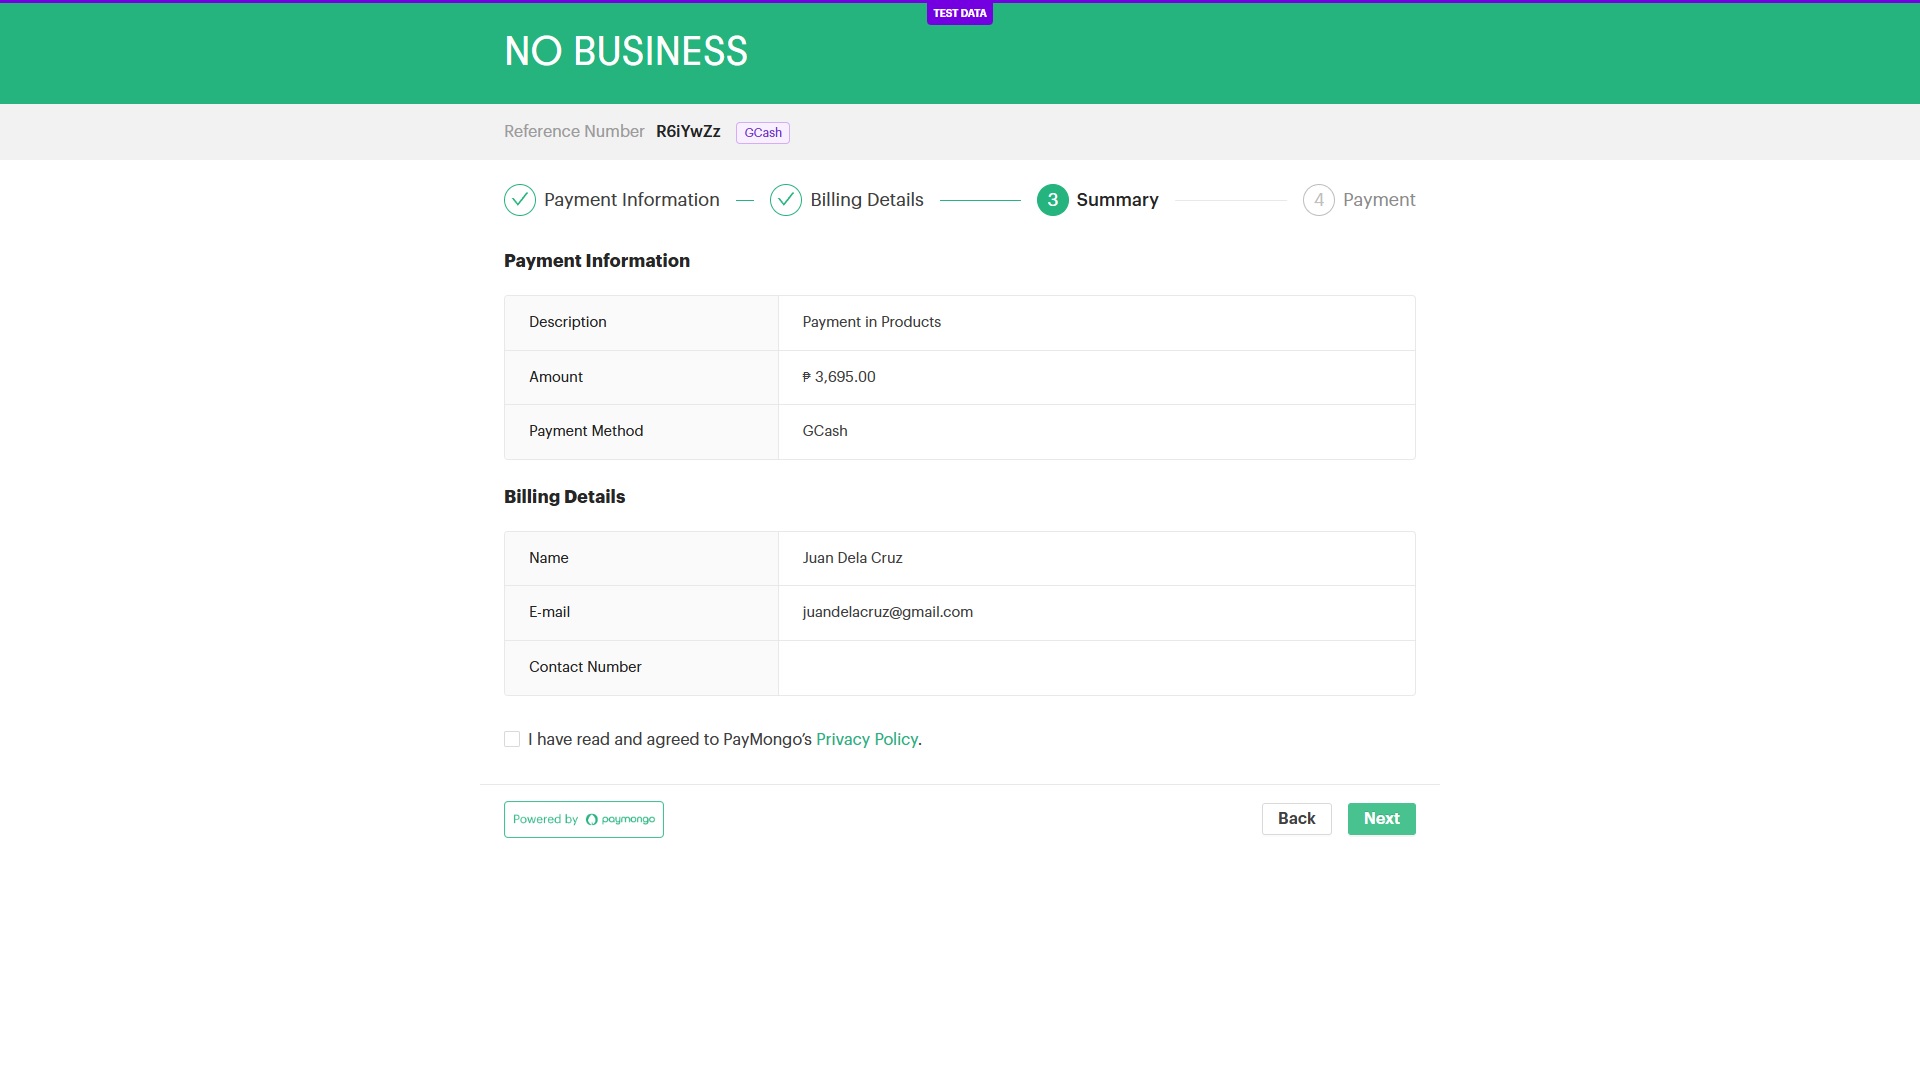 TEST DATA
NO BUSINESS
Reference Number R6iYwZz GCash
Payment Information Billing Details 3 Summary 4 Payment
Payment Information
Description Payment in Products
Amount ₱ 3,695.00
Payment Method GCash
Billing Details
Name Juan Dela Cruz
E-mail juandelacruz@gmail.com
Contact Number
I have read and agreed to PayMongo’s Privacy Policy.
Powered by paymongo Back Next